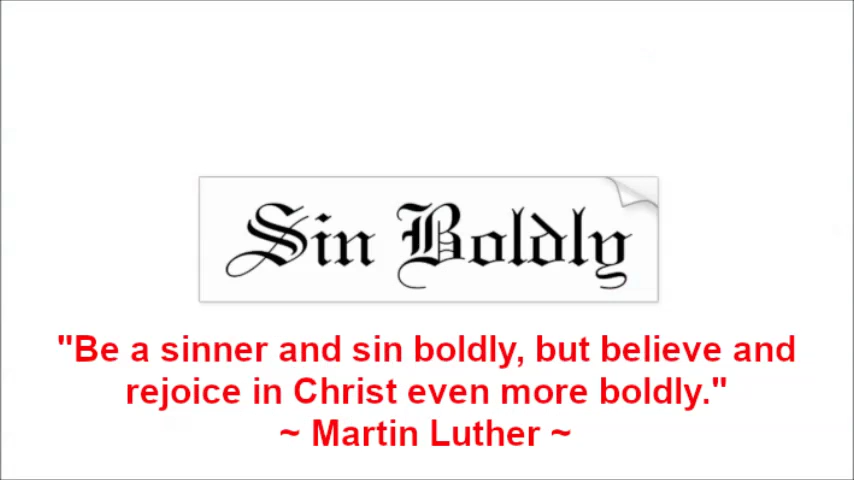 Sin Boldly
"Be a sinner and sin boldly, but believe and
rejoice in Christ even more boldly."
~ Martin Luther ~